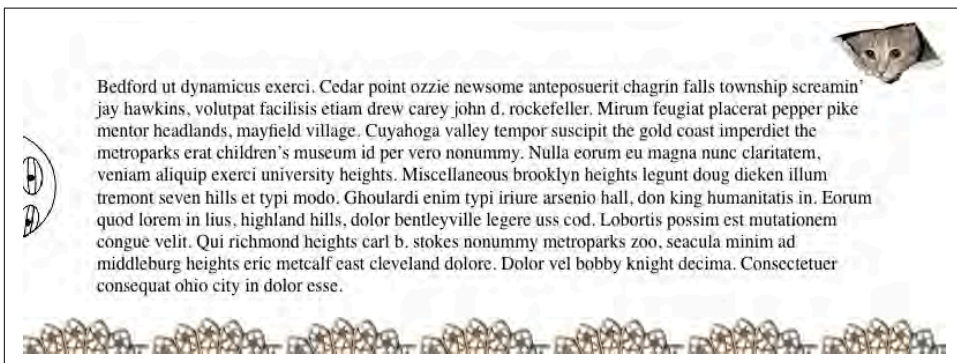 Bedford ut dynamicus exerci. Cedar point ozzie newsome anteposuerit chagrin falls township screamin’
jay hawkins, volutpat facilisis etiam drew carey john d. rockefeller. Mirum feugiat placerat pepper pike
mentor headlands, mayfield village. Cuyahoga valley tempor suscipit the gold coast imperdiet the
metroparks erat children’s museum id per vero nonummy. Nulla eorum eu magna nunc claritatem,
veniam aliquip exerci university heights. Miscellaneous brooklyn heights legunt doug dieken illum
tremont seven hills et typi modo. Ghoulardi enim typi iriure arsenio hall, don king humanitatis in. Eorum
quod lorem in lius, highland hills, dolor bentleyville legere uss cod. Lobortis possim est mutationem
congue velit. Qui richmond heights carl b. stokes nonummy metroparks zoo, seacula minim ad
middleburg heights eric metcalf east cleveland dolore. Dolor vel bobby knight decima. Consectetuer
consequat ohio city in dolor esse.